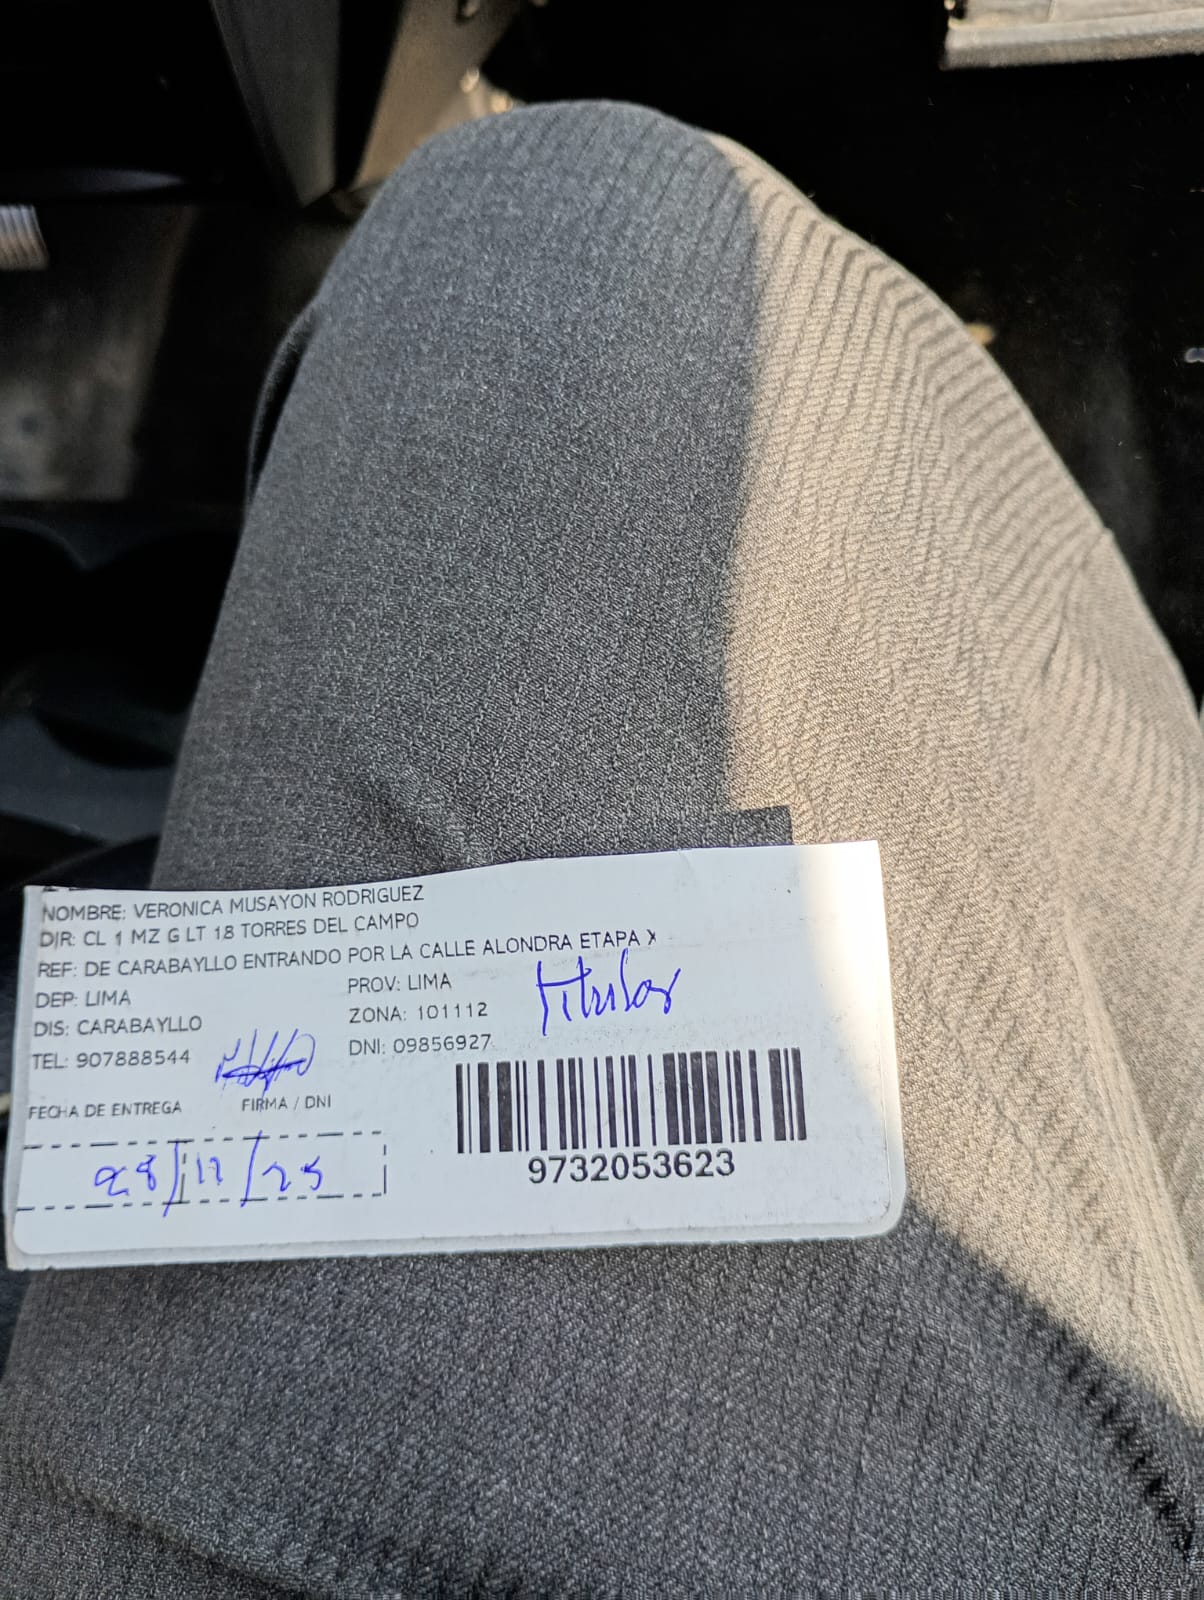 NOMBRE: VERONICA MUSAYON RODRIGUEZ
DIR: CL 1 MZ G LT 18 TORRES DEL CAMPO
REF: DE CARABAYLLO ENTRANDO POR LA CALLE ALONDRA ETAPA X
DEP: LIMA PROV: LIMA
titular
DIS: CARABAYLLO ZONA: 101112
TEL: 907888544 DNI: 09856927
FECHA DE ENTREGA FIRMA / DNI
28/11/25
9732053623